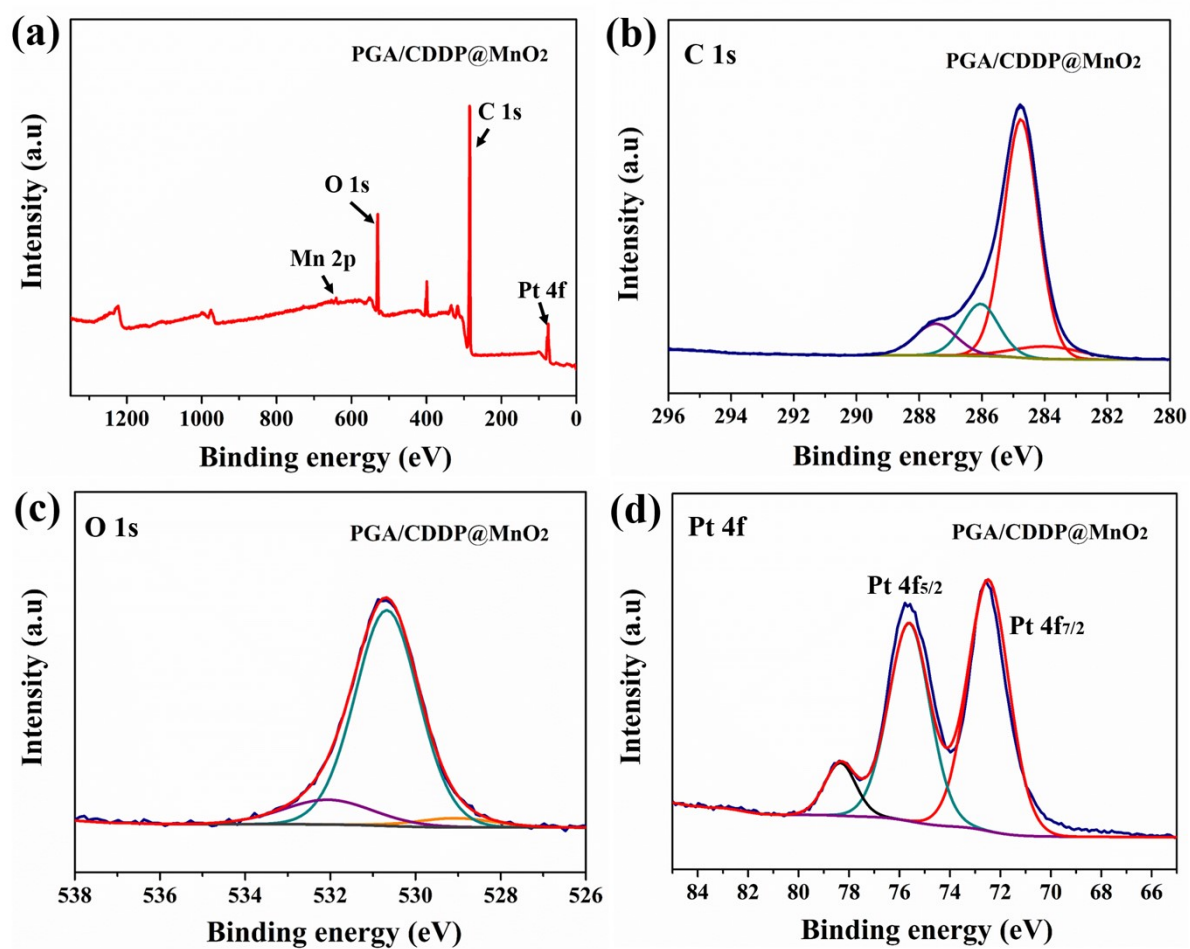 (a)
PGA/CDDP@MnO2
C 1s
O 1s
Mn 2p
Pt 4f
Intensity (a.u)
1200 1000 800 600 400 200 0
Binding energy (eV)
(b)
C 1s
PGA/CDDP@MnO2
Intensity (a.u)
296 294 292 290 288 286 284 282 280
Binding energy (eV)
(c)
O 1s
PGA/CDDP@MnO2
Intensity (a.u)
538 536 534 532 530 528 526
Binding energy (eV)
(d)
Pt 4f
PGA/CDDP@MnO2
Pt 4f5/2
Pt 4f7/2
Intensity (a.u)
84 82 80 78 76 74 72 70 68 66
Binding energy (eV)